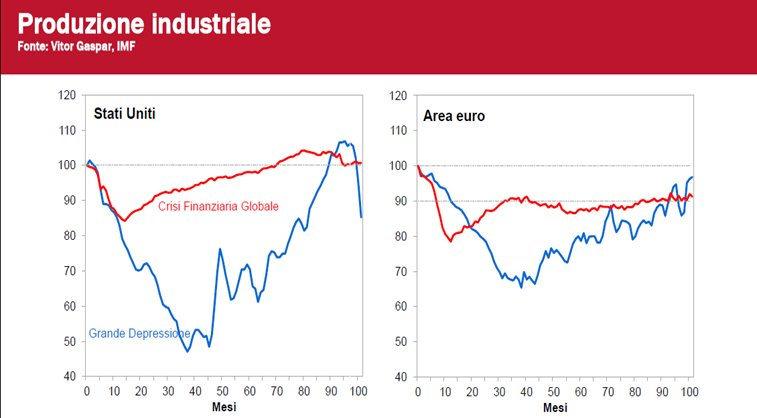 Produzione industriale
Fonte: Vitor Gaspar, IMF
Stati Uniti
120
110
100
90
80
70
60
50
40
Crisi Finanziaria Globale
Grande Depressione
0 10 20 30 40 50 60 70 80 90 100
Mesi
Area euro
120
110
100
90
80
70
60
50
40
0 10 20 30 40 50 60 70 80 90 100
Mesi